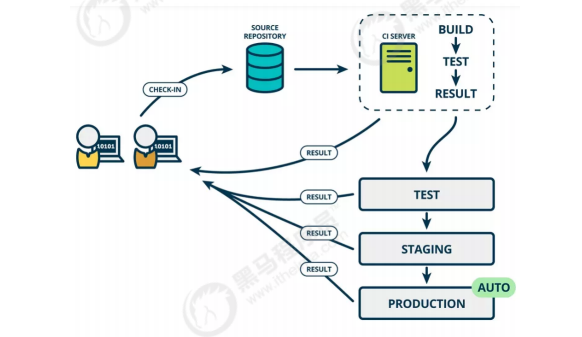 SOURCE
REPOSITORY
CI SERVER
BUILD
TEST
RESULT
CHECK-IN
10101
10101
RESULT
RESULT
TEST
RESULT
STAGING
RESULT
AUTO
PRODUCTION
黑马程序员
www.itheima.com